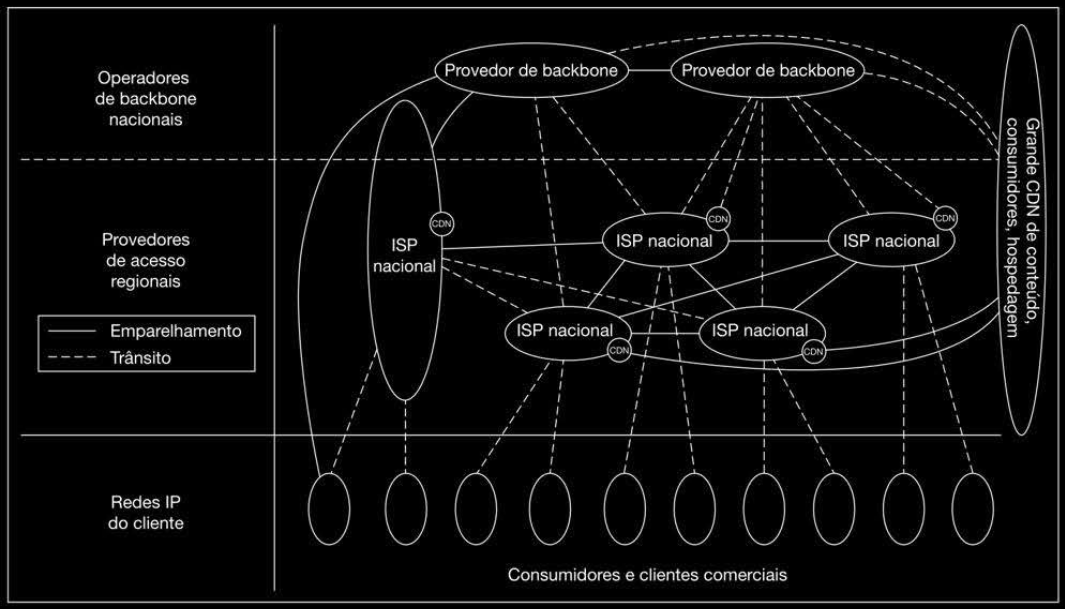 Operadores
de backbone
nacionais
Provedor de backbone
Provedor de backbone
Grande CDN de conteúdo,
consumidores, hospedagem
Provedores
de acesso
regionais
CDN
ISP
nacional
CDN
ISP nacional
CDN
ISP nacional
Emparelhamento
Trânsito
ISP nacional
CDN
ISP nacional
CDN
Redes IP
do cliente
Consumidores e clientes comerciais